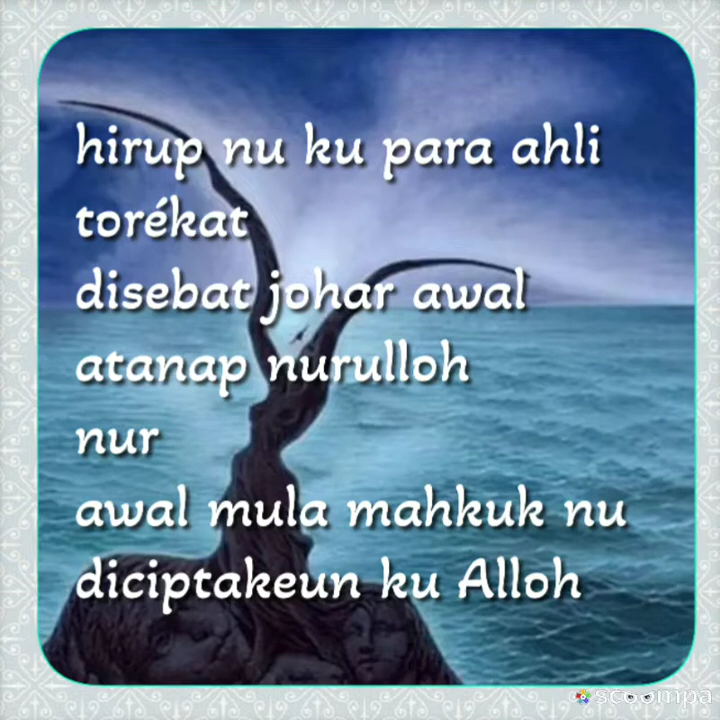 hirup nu ku para ahli
torékat
disebat johar awal
atanap nurulloh
nur
awal mula mahkuk nu
diciptakeun ku Alloh
scoompa